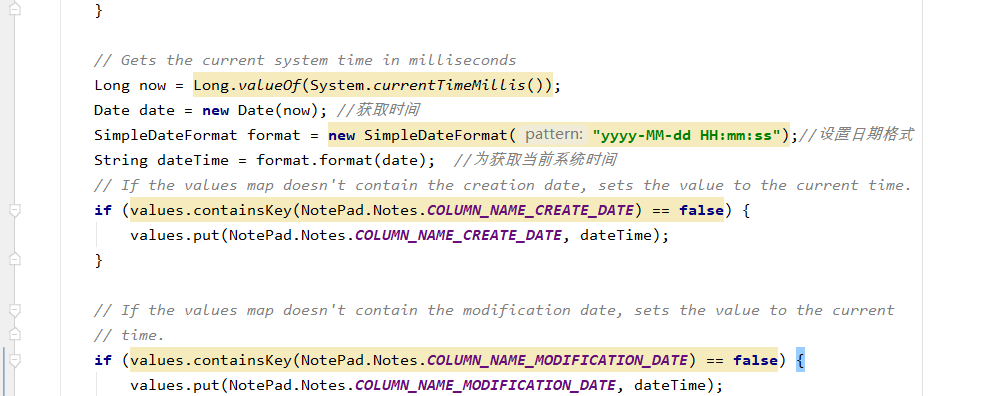 }
// Gets the current system time in milliseconds
Long now = Long.valueOf(System.currentTimeMillis());
Date date = new Date(now); //获取时间
SimpleDateFormat format = new SimpleDateFormat( pattern: "yyyy-MM-dd HH:mm:ss");//设置日期格式
String dateTime = format.format(date);  //为获取当前系统时间
// If the values map doesn't contain the creation date, sets the value to the current time.
if (values.containsKey(NotePad.Notes.COLUMN_NAME_CREATE_DATE) == false) {
    values.put(NotePad.Notes.COLUMN_NAME_CREATE_DATE, dateTime);
}
// If the values map doesn't contain the modification date, sets the value to the current
// time.
if (values.containsKey(NotePad.Notes.COLUMN_NAME_MODIFICATION_DATE) == false) {
    values.put(NotePad.Notes.COLUMN_NAME_MODIFICATION_DATE, dateTime);